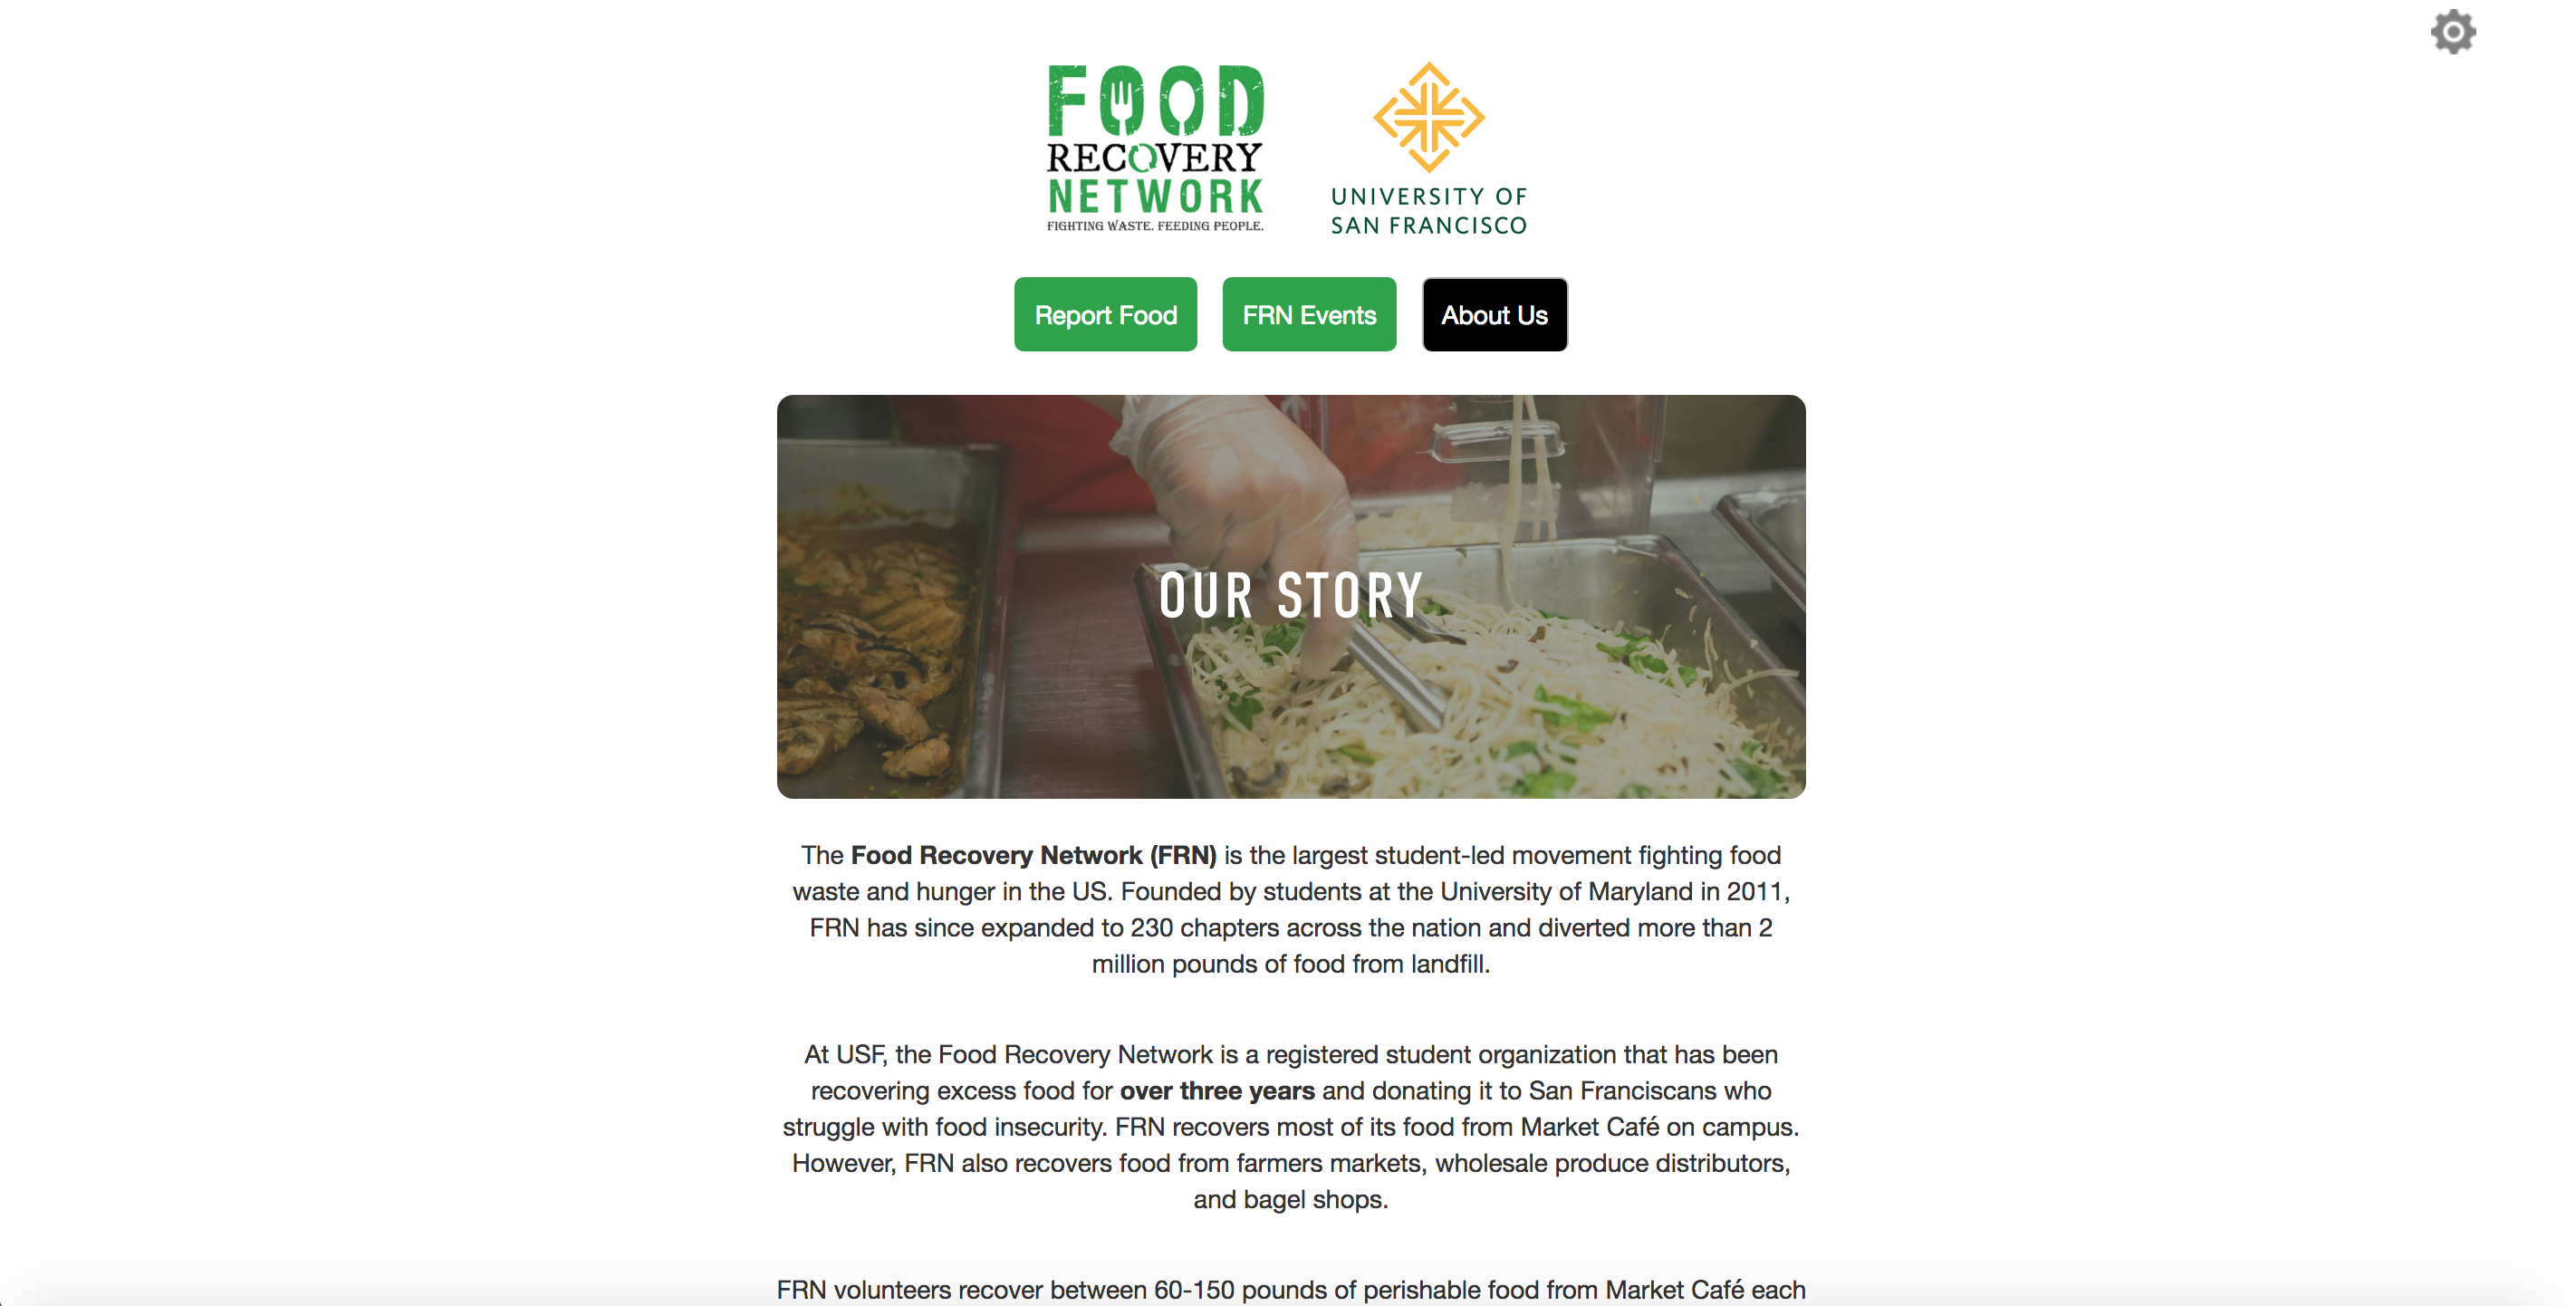 FOOD
RECOVERY
NETWORK
FIGHTING WASTE. FEEDING PEOPLE.
UNIVERSITY OF
SAN FRANCISCO
Report Food
FRN Events
About Us
OUR STORY
The Food Recovery Network (FRN) is the largest student-led movement fighting food
waste and hunger in the US. Founded by students at the University of Maryland in 2011,
FRN has since expanded to 230 chapters across the nation and diverted more than 2
million pounds of food from landfill.
At USF, the Food Recovery Network is a registered student organization that has been
recovering excess food for over three years and donating it to San Franciscans who
struggle with food insecurity. FRN recovers most of its food from Market Café on campus.
However, FRN also recovers food from farmers markets, wholesale produce distributors,
and bagel shops.
FRN volunteers recover between 60-150 pounds of perishable food from Market Café each